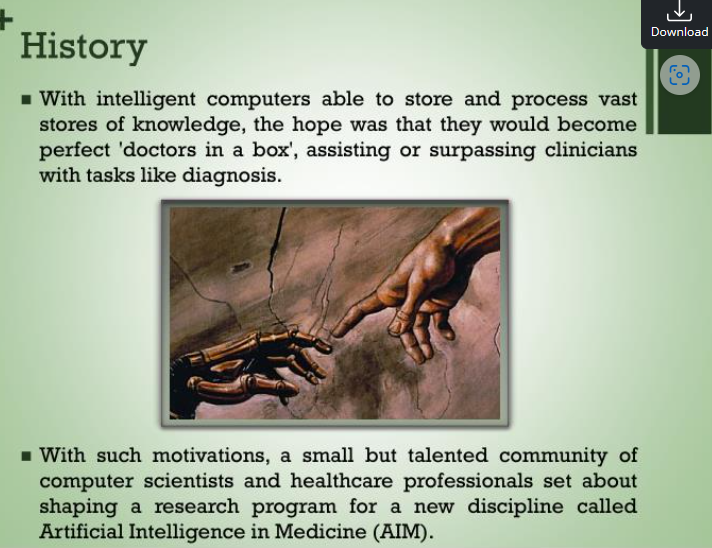 +
History
Download
■ With intelligent computers able to store and process vast
stores of knowledge, the hope was that they would become
perfect 'doctors in a box', assisting or surpassing clinicians
with tasks like diagnosis.
■ With such motivations, a small but talented community of
computer scientists and healthcare professionals set about
shaping a research program for a new discipline called
Artificial Intelligence in Medicine (AIM).